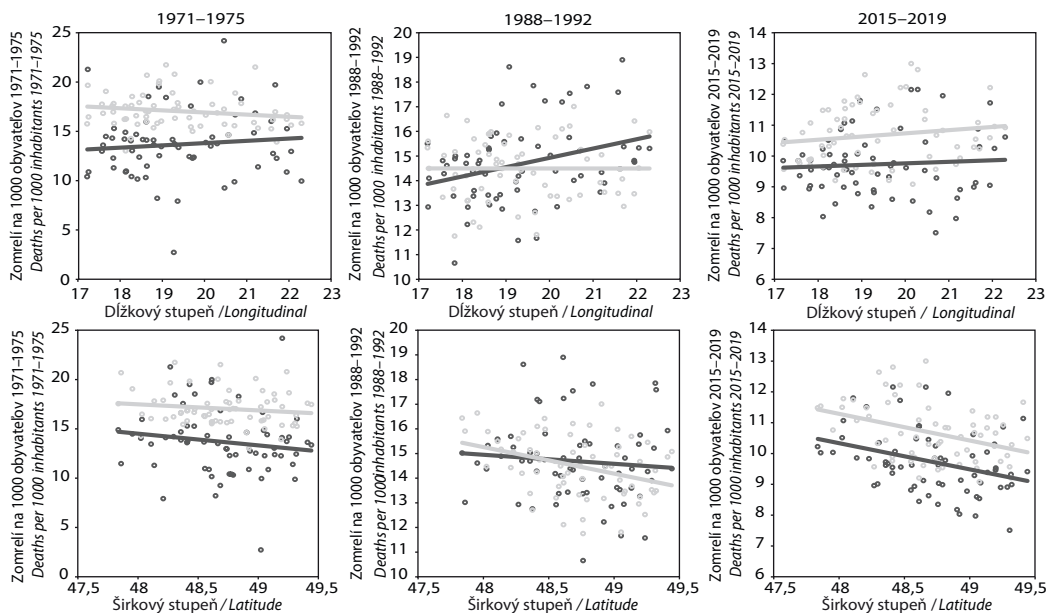 1971–1975
Zomrelí na 1000 obyvateľov 1971–1975
Deaths per 1000 inhabitants 1971–1975
25
20
15
10
5
0
17 18 19 20 21 22 23
Dĺžkový stupeň / Longitudinal
1988–1992
Zomrelí na 1000 obyvateľov 1988–1992
Deaths per 1000 inhabitants 1988–1992
20
19
18
17
16
15
14
13
12
11
10
17 18 19 20 21 22 23
Dĺžkový stupeň / Longitudinal
2015–2019
Zomrelí na 1000 obyvateľov 2015–2019
Deaths per 1000 inhabitants 2015–2019
14
13
12
11
10
9
8
7
6
17 18 19 20 21 22 23
Dĺžkový stupeň / Longitudinal
Zomrelí na 1000 obyvateľov 1971–1975
Deaths per 1000 inhabitants 1971–1975
25
20
15
10
5
0
47,5 48 48,5 49 49,5
Širkový stupeň / Latitude
Zomrelí na 1000 obyvateľov 1988–1992
Deaths per 1000inhabitants 1988–1992
20
19
18
17
16
15
14
13
12
11
10
47,5 48 48,5 49 49,5
Širkový stupeň / Latitude
Zomrelí na 1000 obyvateľov 2015–2019
Deaths per 1000 inhabitants 2015–2019
14
13
12
11
10
9
8
7
6
47,5 48 48,5 49 49,5
Širkový stupeň / Latitude